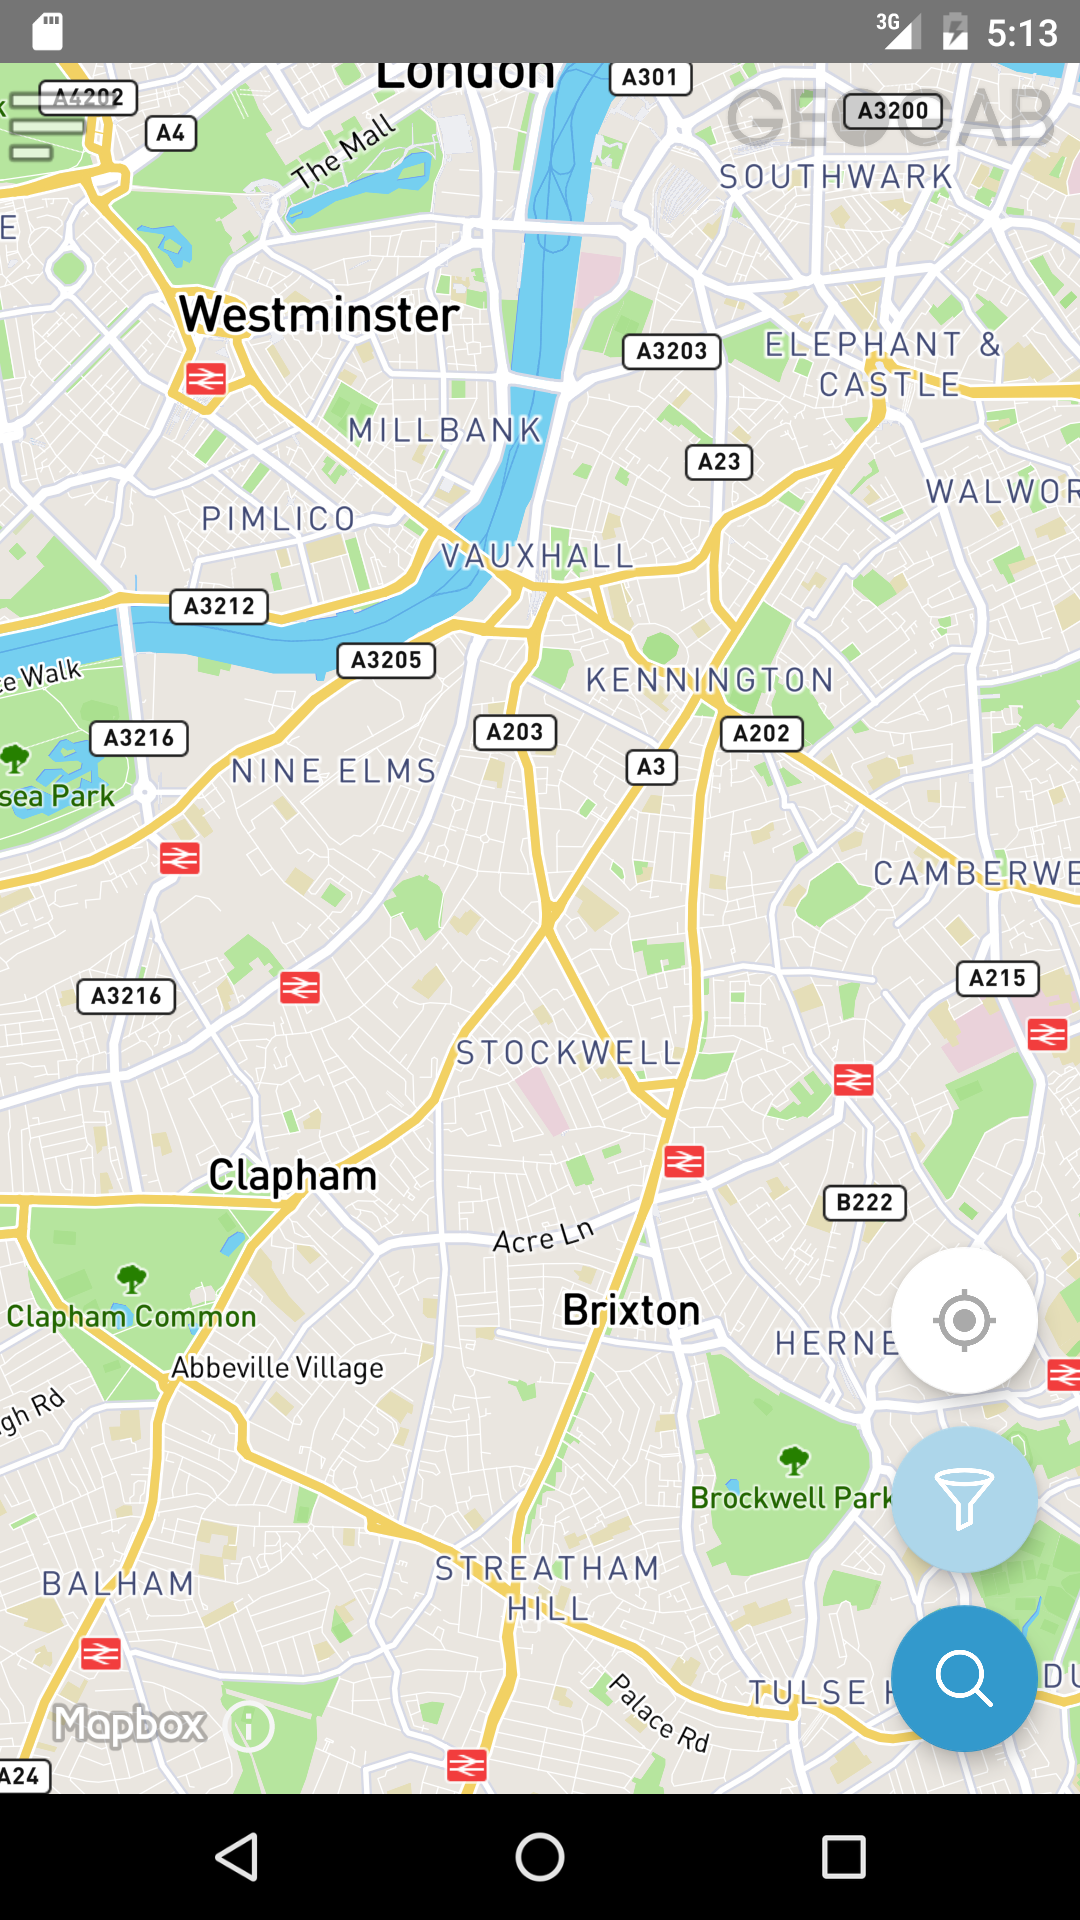 3G 5:13
London
A301
A4202
GEOCAB
A3200
A4
The Mall
SOUTHWARK
E
Westminster
A3203
ELEPHANT &
CASTLE
MILLBANK
A23
WALWOR
PIMLICO
VAUXHALL
A3212
A3205
ce Walk
KENNINGTON
A203
A202
A3216
A3
NINE ELMS
sea Park
CAMBERWE
A215
A3216
STOCKWELL
Clapham
B222
Acre Ln
Clapham Common
Brixton
HERNE
Abbeville Village
gh Rd
Brockwell Park
STREATHAM
HILL
BALHAM
Palace Rd
TULSE H
DU
Mapbox
A24